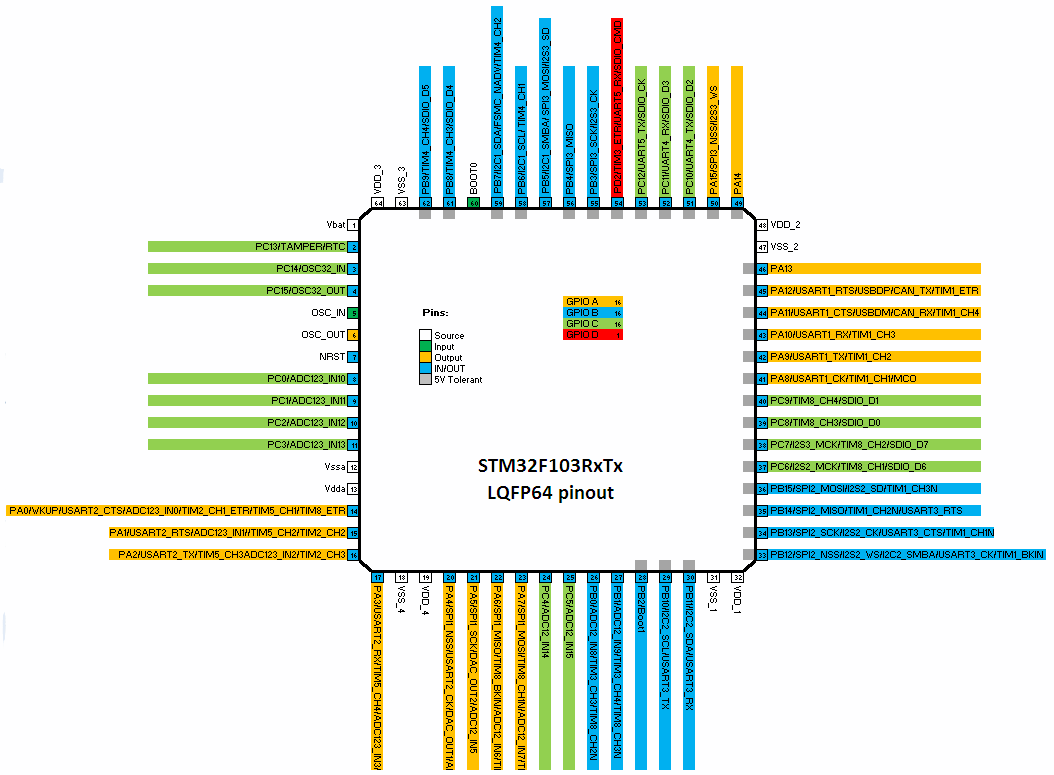 VDD_3
VSS_3
PB9/TIM4_CH4/SDIO_D5
PB8/TIM4_CH3/SDIO_D4
BOOT0
PB7/I2C1_SDA/FSMC_NADV/TIM4_CH2
PB6/I2C1_SCL/TIM4_CH1
PB5/I2C1_SMBA/ SPI3_MOSI/I2S3_SD
PB4/SPI3_MISO
PB3/SPI3_SCK/I2S3_CK
PD2/TIM3_ETR/UART5_RX/SDIO_CMD
PC12/UART5_TX/SDIO_CK
PC11/UART4_RX/SDIO_D3
PC10/UART4_TX/SDIO_D2
PA15/SPI3_NSS/I2S3_WS
PA14
64 63 62 61 60 59 58 57 56 55 54 53 52 51 50 49
Vbat 1
PC13/TAMPER/RTC 2
PC14/OSC32_IN 3
PC15/OSC32_OUT 4
OSC_IN 5
OSC_OUT 6
NRST 7
PC0/ADC123_IN10 8
PC1/ADC123_IN11 9
PC2/ADC123_IN12 10
PC3/ADC123_IN13 11
Vssa 12
Vdda 13
PA0/WKUP/USART2_CTS/ADC123_IN0/TIM2_CH1_ETR/TIM5_CH1/TIM8_ETR 14
PA1/USART2_RTS/ADC123_IN1//TIM5_CH2/TIM2_CH2 15
PA2/USART2_TX/TIM5_CH3ADC123_IN2/TIM2_CH3 16
Pins:
Source
Input
Output
IN/OUT
5V Tolerant
GPIO A 16
GPIO B 16
GPIO C 16
GPIO D 1
STM32F103RxTx
LQFP64 pinout
48 VDD_2
47 VSS_2
46 PA13
45 PA12/USART1_RTS/USBDP/CAN_TX/TIM1_ETR
44 PA11/USART1_CTS/USBDM/CAN_RX/TIM1_CH4
43 PA10/USART1_RX/TIM1_CH3
42 PA9/USART1_TX/TIM1_CH2
41 PA8/USART1_CK/TIM1_CH1/MCO
40 PC9/TIM8_CH4/SDIO_D1
39 PC8/TIM8_CH3/SDIO_D0
38 PC7/I2S3_MCK/TIM8_CH2/SDIO_D7
37 PC6/I2S2_MCK/TIM8_CH1/SDIO_D6
36 PB15/SPI2_MOSI/I2S2_SD/TIM1_CH3N
35 PB14/SPI2_MISO/TIM1_CH2N/USART3_RTS
34 PB13/SPI2_SCK/I2S2_CK/USART3_CTS/TIM1_CH1N
33 PB12/SPI2_NSS/I2S2_WS/I2C2_SMBA/USART3_CK/TIM1_BKIN
17 18 19 20 21 22 23 24 25 26 27 28 29 30 31 32
PA3/USART2_RX/TIM5_CH4/ADC123_IN3/
VSS_4
VDD_4
PA4/SPI1_NSS/USART2_CK/DAC_OUT1/A
PA5/SPI1_SCK/DAC_OUT2/ADC12_IN5
PA6/SPI1_MISO/TIM8_BKIN/ADC12_IN6/TI
PA7/SPI1_MOSI/TIM8_CH1N/ADC12_IN7/TI
PC4/ADC12_IN14
PC5/ADC12_IN15
PB0/ADC12_IN8/TIM3_CH3/TIM8_CH2N
PB1/ADC12_IN9/TIM3_CH4/TIM8_CH3N
PB2/Boot1
PB10/I2C2_SCL/USART3_TX
PB11/I2C2_SDA/USART3_RX
VSS_1
VDD_1